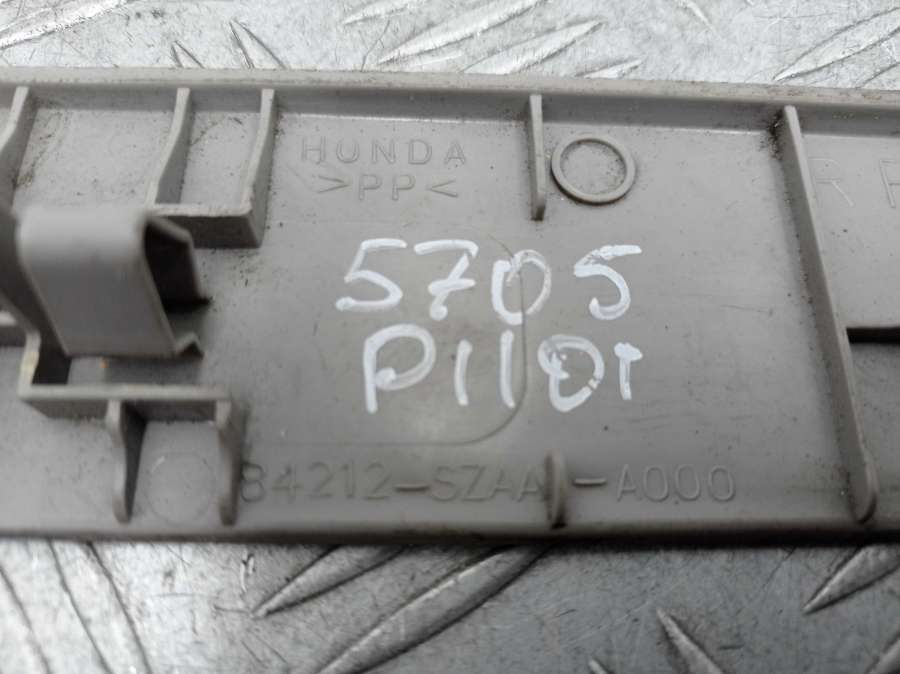 HONDA
>PP<
R F
5705
PIIOT
84212-SZAA -A000